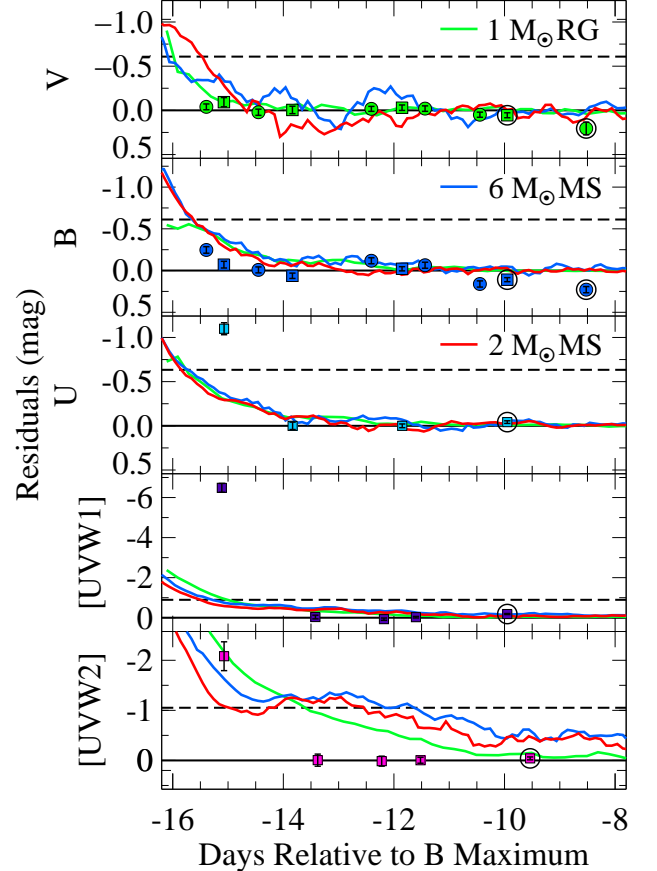 -1.0
-0.5
0.0
0.5
V
1 M⊙RG
-1.0
-0.5
0.0
0.5
B
6 M⊙MS
-1.0
-0.5
0.0
0.5
U
2 M⊙MS
Residuals (mag)
-6
-4
-2
0
[UVW1]
-2
-1
0
[UVW2]
-16 -14 -12 -10 -8
Days Relative to B Maximum